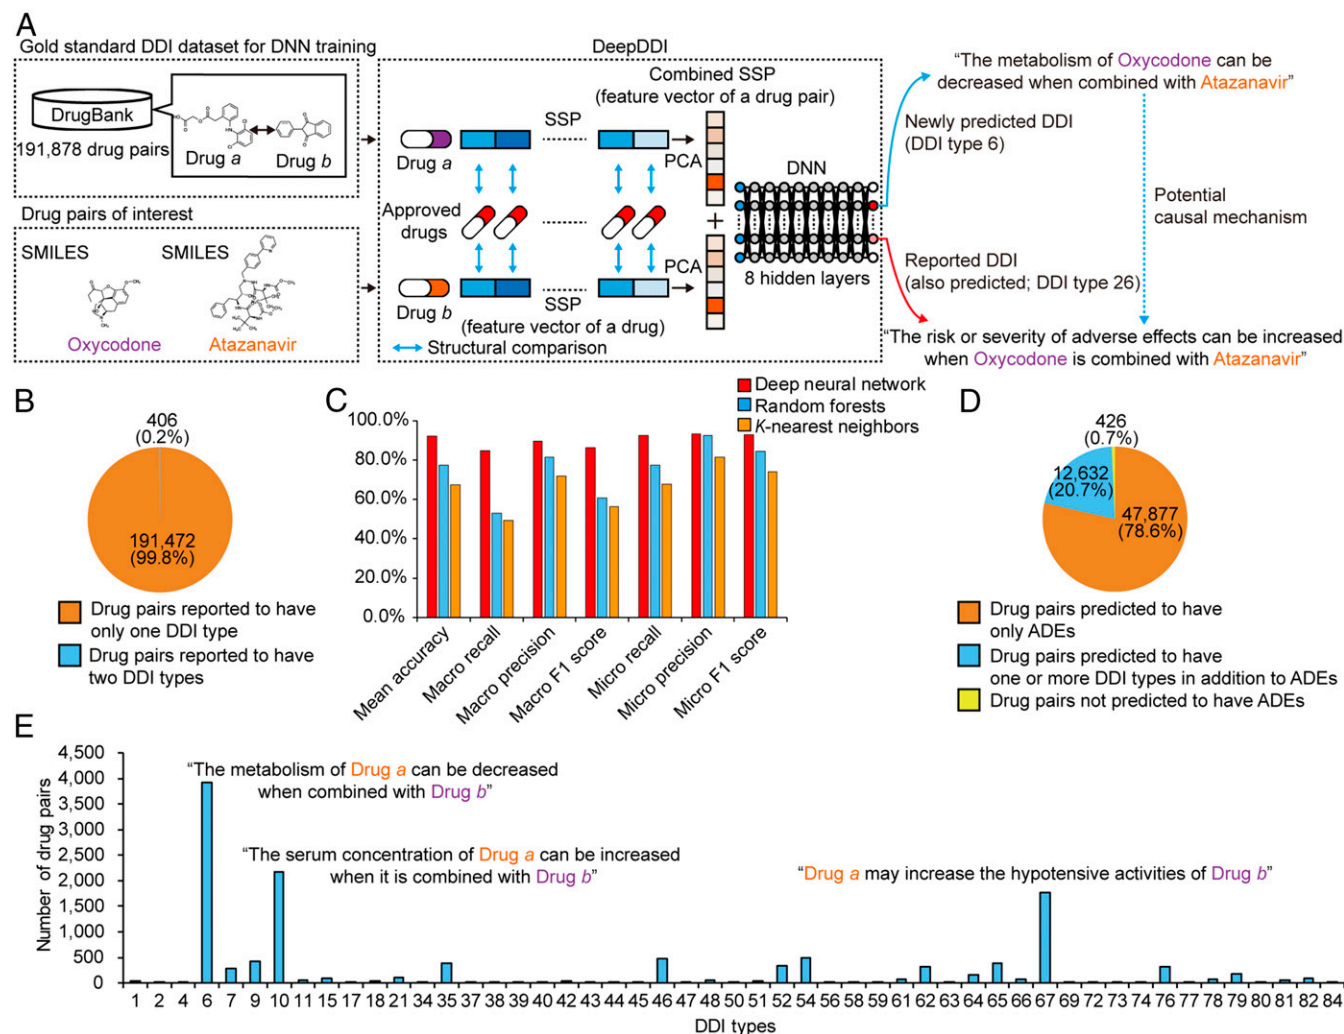 A
Gold standard DDI dataset for DNN training
DrugBank
191,878 drug pairs
Drug a
Drug b
Drug pairs of interest
SMILES
SMILES
Oxycodone
Atazanavir
DeepDDI
Combined SSP
(feature vector of a drug pair)
SSP
Drug a
PCA
DNN
Approved
drugs
+
PCA
8 hidden layers
Drug b
SSP
(feature vector of a drug)
Structural comparison
“The metabolism of Oxycodone can be
decreased when combined with Atazanavir”
Newly predicted DDI
(DDI type 6)
Potential
causal mechanism
Reported DDI
(also predicted; DDI type 26)
“The risk or severity of adverse effects can be increased
when Oxycodone is combined with Atazanavir”
B
406
(0.2%)
191,472
(99.8%)
Drug pairs reported to have
only one DDI type
Drug pairs reported to have
two DDI types
C
Deep neural network
Random forests
K-nearest neighbors
100.0%
80.0%
60.0%
40.0%
20.0%
0.0%
Mean accuracy
Macro recall
Macro precision
Macro F1 score
Micro recall
Micro precision
Micro F1 score
D
426
(0.7%)
12,632
(20.7%)
47,877
(78.6%)
Drug pairs predicted to have
only ADEs
Drug pairs predicted to have
one or more DDI types in addition to ADEs
Drug pairs not predicted to have ADEs
E
Number of drug pairs
4,500
4,000
3,500
3,000
2,500
2,000
1,500
1,000
500
0
“The metabolism of Drug a can be decreased
when combined with Drug b”
“The serum concentration of Drug a can be increased
when it is combined with Drug b”
“Drug a may increase the hypotensive activities of Drug b”
1 2 4 6 7 9 10 11 15 17 18 21 34 35 37 38 39 40 42 43 44 45 46 47 48 50 51 52 54 56 58 59 61 62 63 64 65 66 67 69 72 73 74 76 77 78 79 80 81 82 84
DDI types